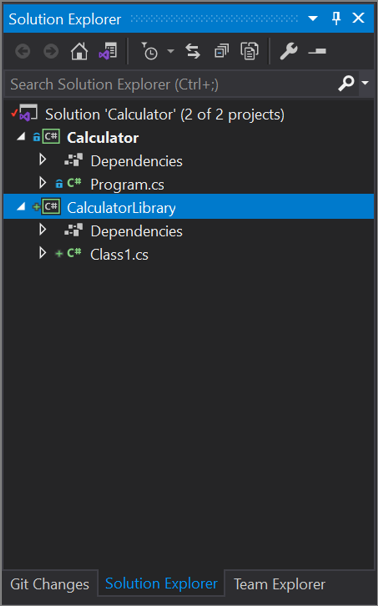 Solution Explorer
Search Solution Explorer (Ctrl+;)
Solution 'Calculator' (2 of 2 projects)
C# Calculator
Dependencies
C# Program.cs
C# CalculatorLibrary
Dependencies
C# Class1.cs
Git Changes Solution Explorer Team Explorer